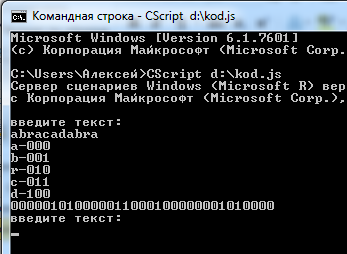 Командная строка - CScript d:\kod.js
Microsoft Windows [Version 6.1.7601]
(c) Корпорация Майкрософт (Microsoft Corp.
C:\Users\Алексей>CScript d:\kod.js
Сервер сценариев Windows (Microsoft R) вер
с Корпорация Майкрософт (Microsoft Corp.),
введите текст:
abracadabra
a-000
b-001
r-010
c-011
d-100
000001010000011000100000001010000
введите текст: